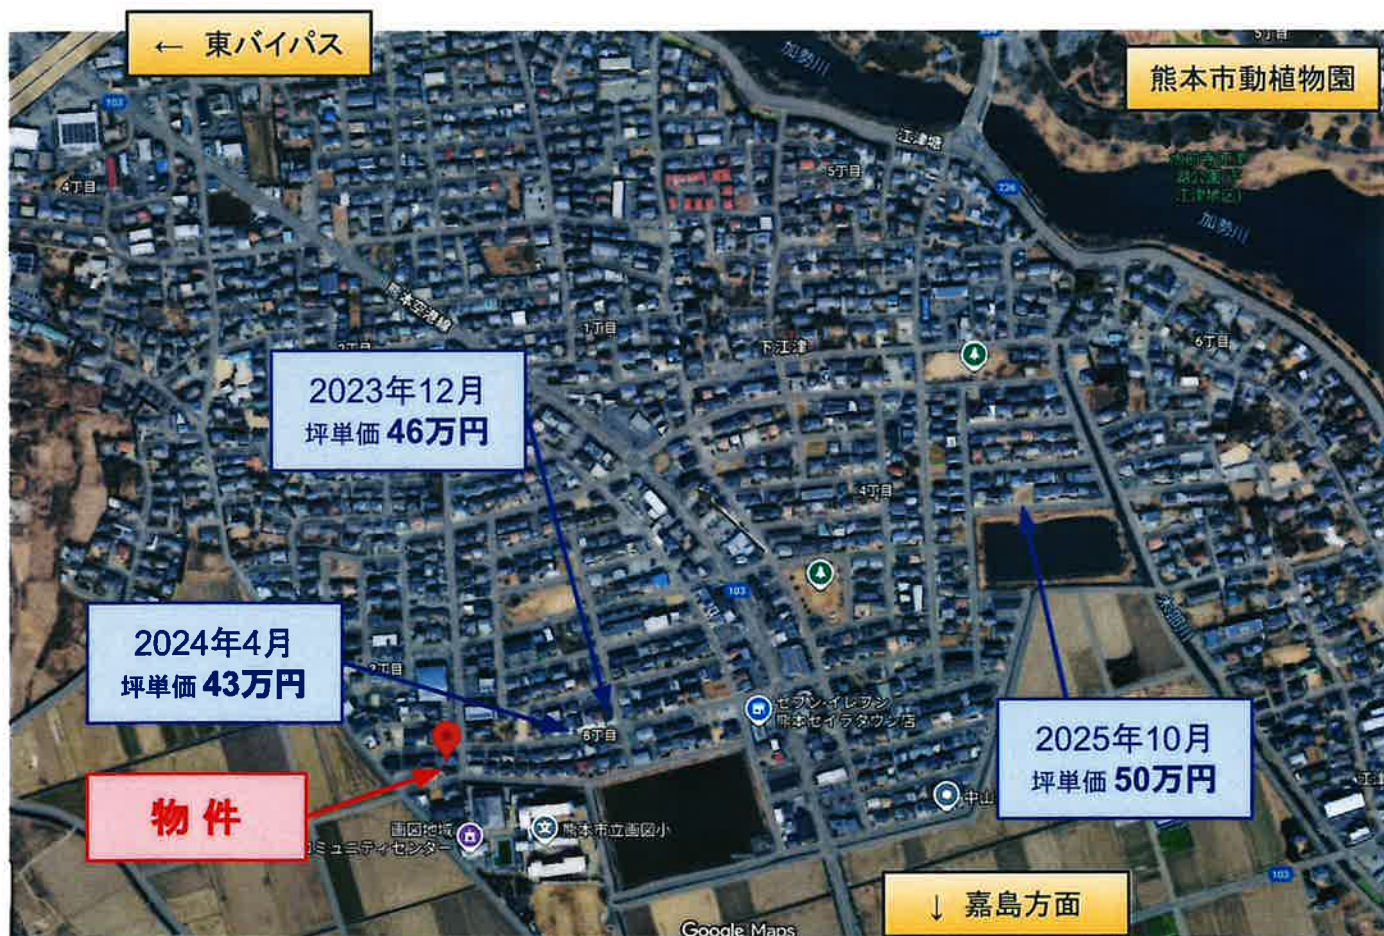 ← 東バイパス
熊本市動植物園
加勢川
103
江津塘
5丁目
4丁目
226
加勢川
熊本空港線
1丁目
下江津
6丁目
2023年12月
坪単価 46万円
4丁目
103
2024年4月
坪単価 43万円
セブン-イレブン
熊本ゼイラタウン店
2025年10月
坪単価 50万円
物件
画図地域
コミュニティセンター
熊本市立画図小
中山
103
↓ 嘉島方面
Google Maps